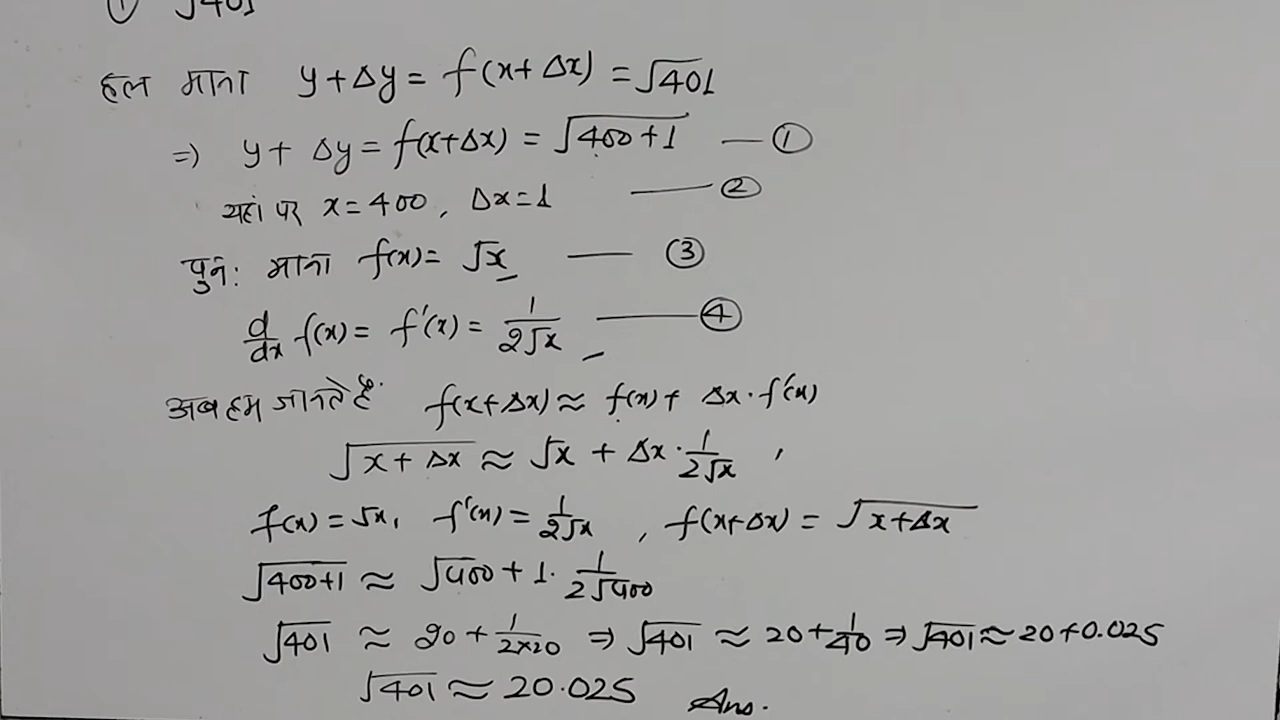 ① √401
हल माना y+Δy = f(x+Δx) = √401
⇒ y+ Δy = f(x+Δx) = √400+1 — ①
यहां पर x=400, Δx=1 — ②
पुन: माना f(x)= √x — ③
d/dx f(x) = f'(x) = 1/2√x — ④
अब हम जानते हैं f(x+Δx) ≈ f(x)+ Δx·f'(x)
√x+Δx ≈ √x + Δx·1/2√x ,
f(x) = √x, f'(x) = 1/2√x , f(x+Δx) = √x+Δx
√400+1 ≈ √400 + 1· 1/2√400
√401 ≈ 20 + 1/2×20 ⇒ √401 ≈ 20+1/40 ⇒ √401 ≈ 20+0.025
√401 ≈ 20.025 Ans.